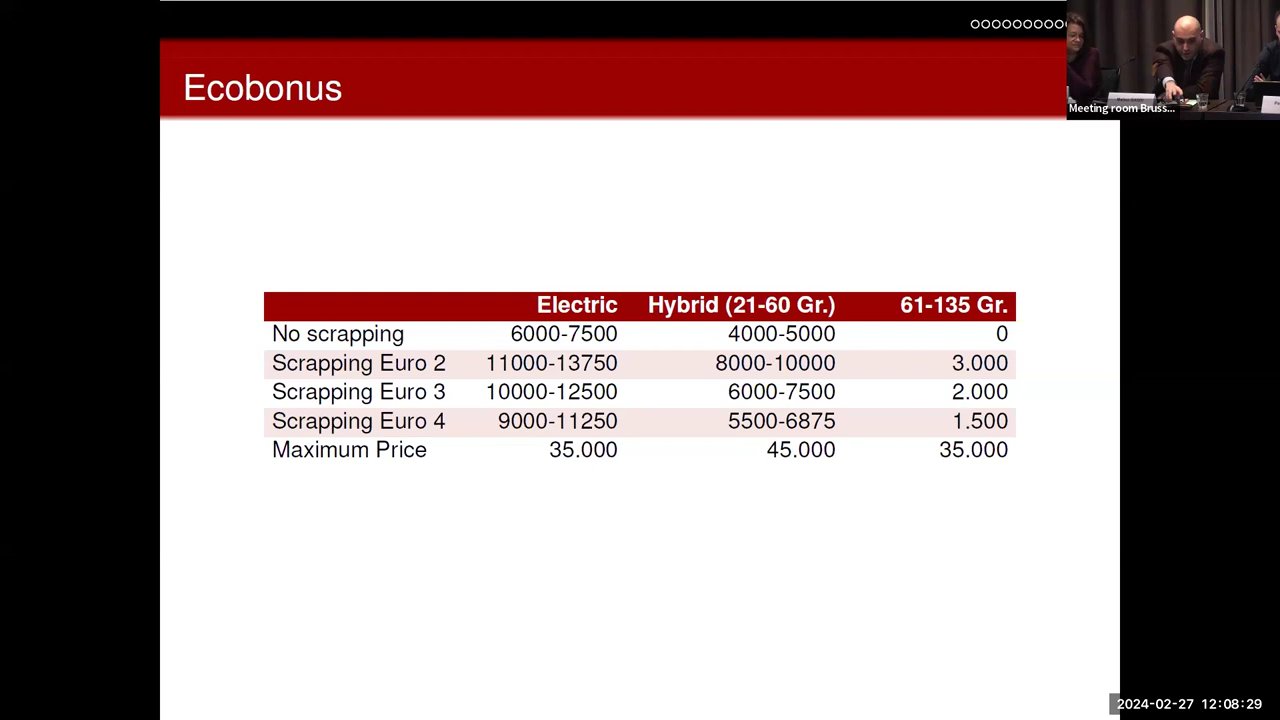 Ecobonus
Meeting room Bruss...
Electric Hybrid (21-60 Gr.) 61-135 Gr.
No scrapping 6000-7500 4000-5000 0
Scrapping Euro 2 11000-13750 8000-10000 3.000
Scrapping Euro 3 10000-12500 6000-7500 2.000
Scrapping Euro 4 9000-11250 5500-6875 1.500
Maximum Price 35.000 45.000 35.000
2024-02-27 12:08:29